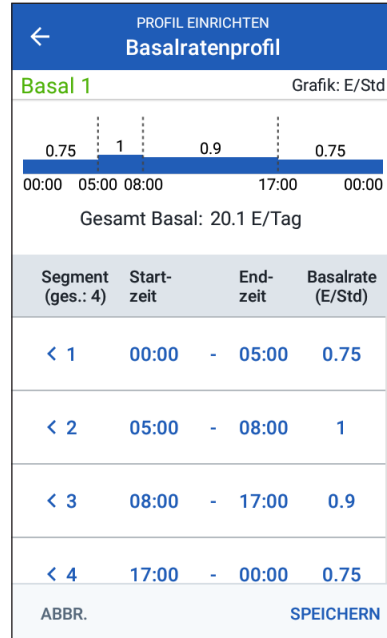 PROFIL EINRICHTEN
Basalratenprofil
Basal 1 Grafik: E/Std
0.75 1 0.9 0.75
00:00 05:00 08:00 17:00 00:00
Gesamt Basal: 20.1 E/Tag
Segment Start- End- Basalrate
(ges.: 4) zeit zeit (E/Std)
< 1 00:00 - 05:00 0.75
< 2 05:00 - 08:00 1
< 3 08:00 - 17:00 0.9
< 4 17:00 - 00:00 0.75
ABBR. SPEICHERN